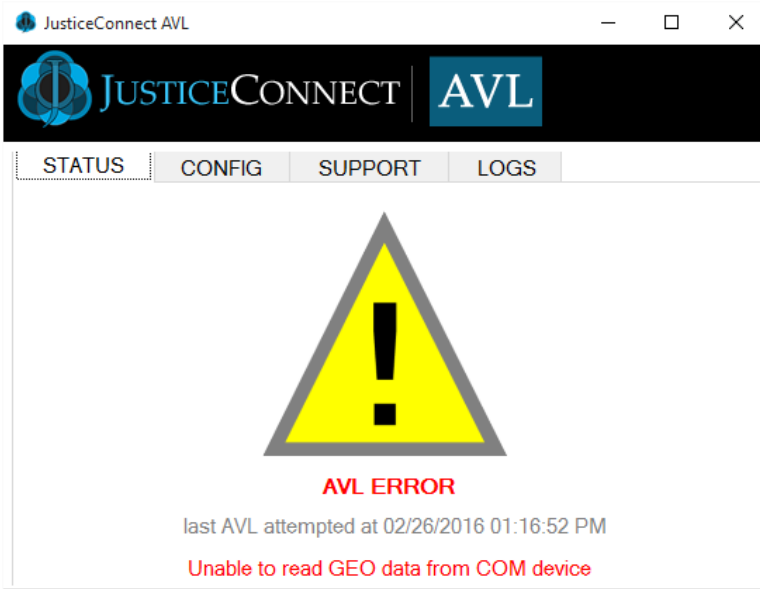 JusticeConnect AVL
JUSTICECONNECT AVL
STATUS CONFIG SUPPORT LOGS
!
AVL ERROR
last AVL attempted at 02/26/2016 01:16:52 PM
Unable to read GEO data from COM device